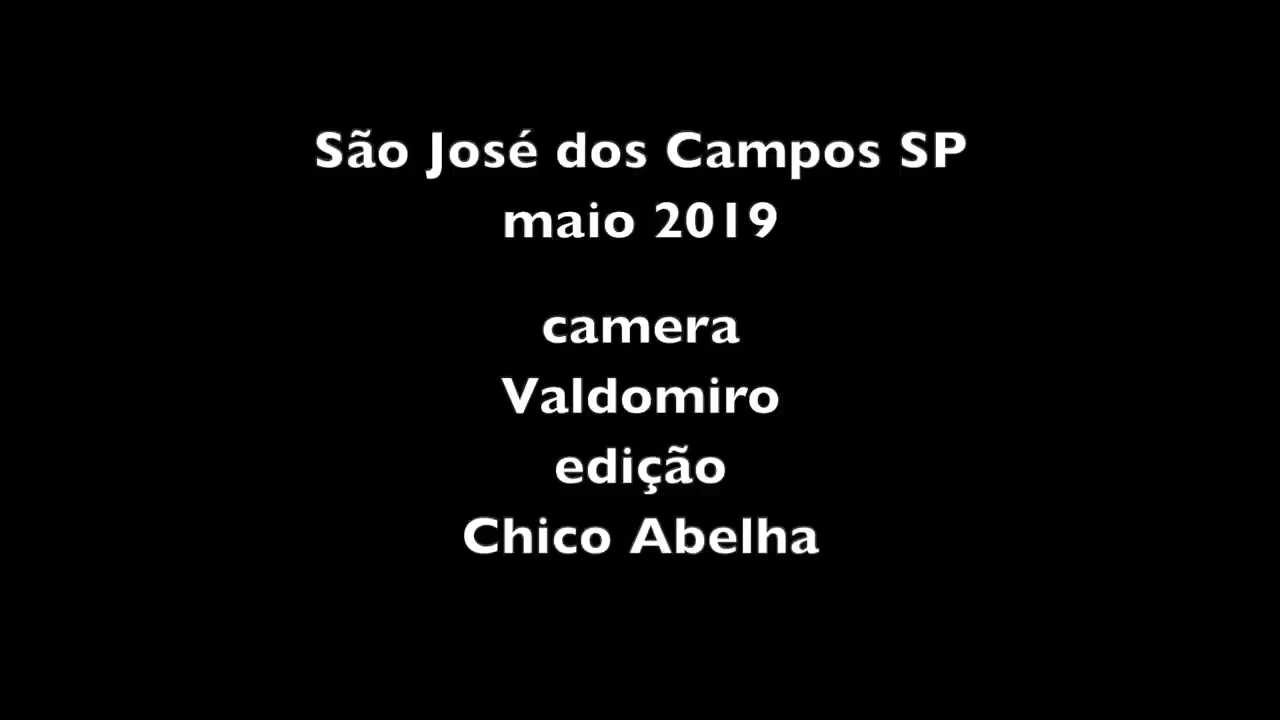 São José dos Campos SP
maio 2019
camera
Valdomiro
edição
Chico Abelha